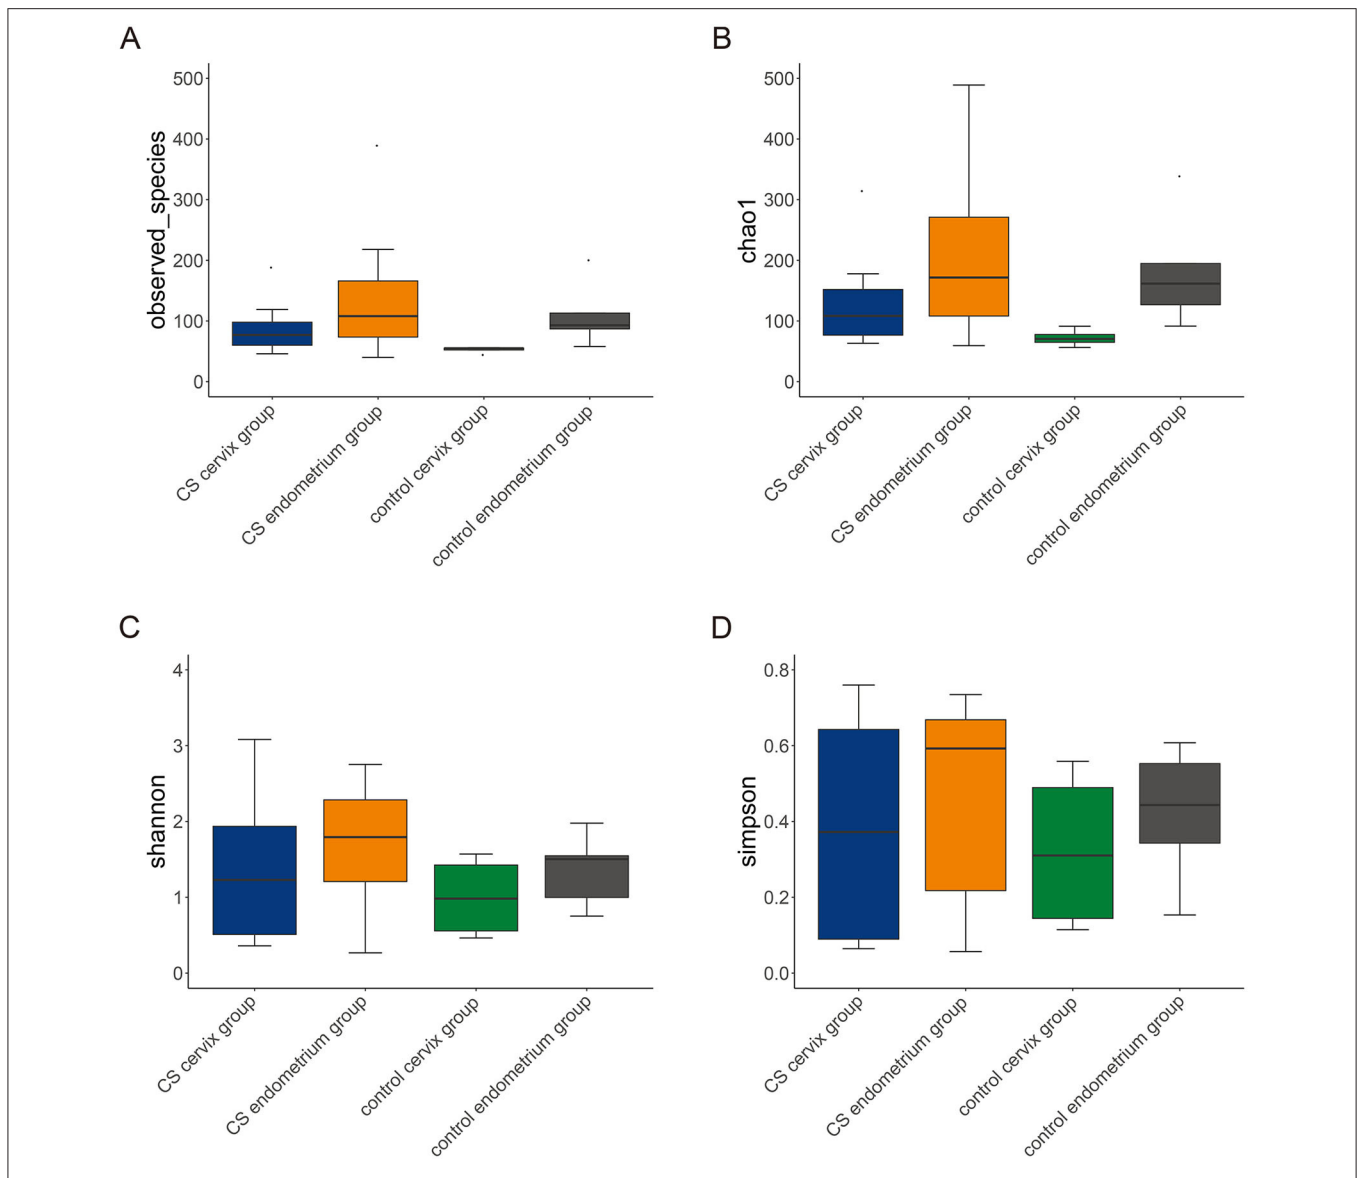 A
observed_species
500
400
300
200
100
0
CS cervix group
CS endometrium group
control cervix group
control endometrium group
B
chao1
500
400
300
200
100
0
CS cervix group
CS endometrium group
control cervix group
control endometrium group
C
shannon
4
3
2
1
0
CS cervix group
CS endometrium group
control cervix group
control endometrium group
D
simpson
0.8
0.6
0.4
0.2
0.0
CS cervix group
CS endometrium group
control cervix group
control endometrium group